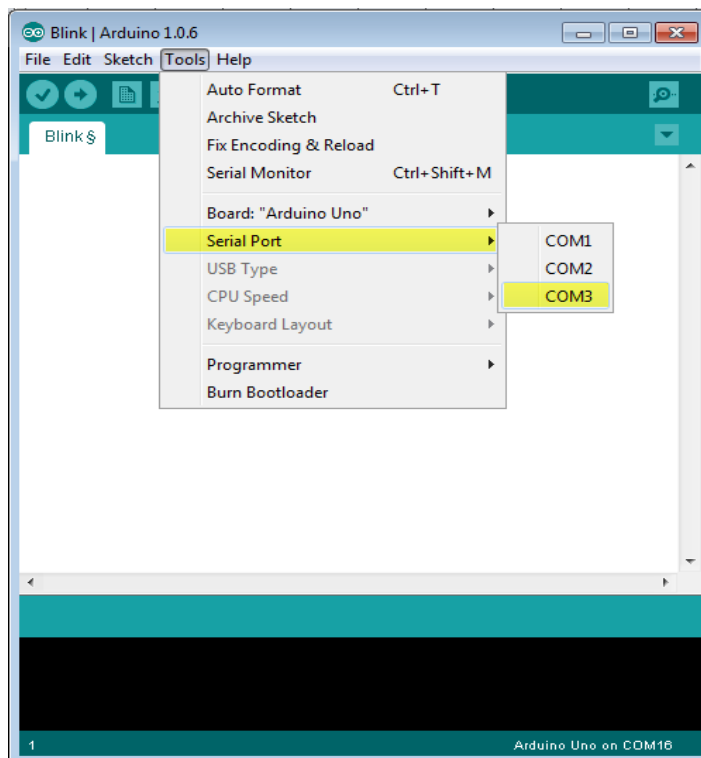 Blink | Arduino 1.0.6
File Edit Sketch Tools Help
Auto Format Ctrl+T
Archive Sketch
Blink §
Fix Encoding & Reload
Serial Monitor Ctrl+Shift+M
Board: "Arduino Uno"
Serial Port
COM1
USB Type
COM2
CPU Speed
COM3
Keyboard Layout
Programmer
Burn Bootloader
1 Arduino Uno on COM16